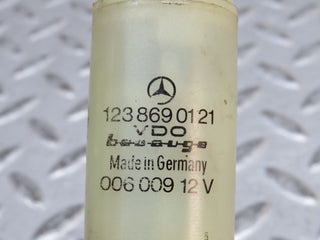 123 869 01 21
VDO
Made in Germany
006 009 12 V